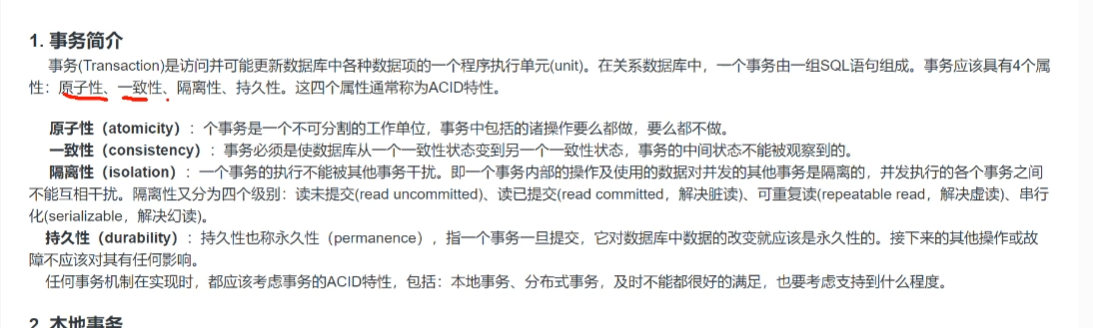 1. 事务简介
事务(Transaction)是访问并可能更新数据库中各种数据项的一个程序执行单元(unit)。在关系数据库中，一个事务由一组SQL语句组成。事务应该具有4个属
性：原子性、一致性、隔离性、持久性。这四个属性通常称为ACID特性。
原子性（atomicity）：个事务是一个不可分割的工作单位，事务中包括的诸操作要么都做，要么都不做。
一致性（consistency）：事务必须是使数据库从一个一致性状态变到另一个一致性状态，事务的中间状态不能被观察到的。
隔离性（isolation）：一个事务的执行不能被其他事务干扰。即一个事务内部的操作及使用的数据对并发的其他事务是隔离的，并发执行的各个事务之间
不能互相干扰。隔离性又分为四个级别：读未提交(read uncommitted)、读已提交(read committed，解决脏读)、可重复读(repeatable read，解决虚读)、串行
化(serializable，解决幻读)。
持久性（durability）：持久性也称永久性（permanence），指一个事务一旦提交，它对数据库中数据的改变就应该是永久性的。接下来的其他操作或故
障不应该对其有任何影响。
任何事务机制在实现时，都应该考虑事务的ACID特性，包括：本地事务、分布式事务，及时不能都很好的满足，也要考虑支持到什么程度。
2. 本地事务